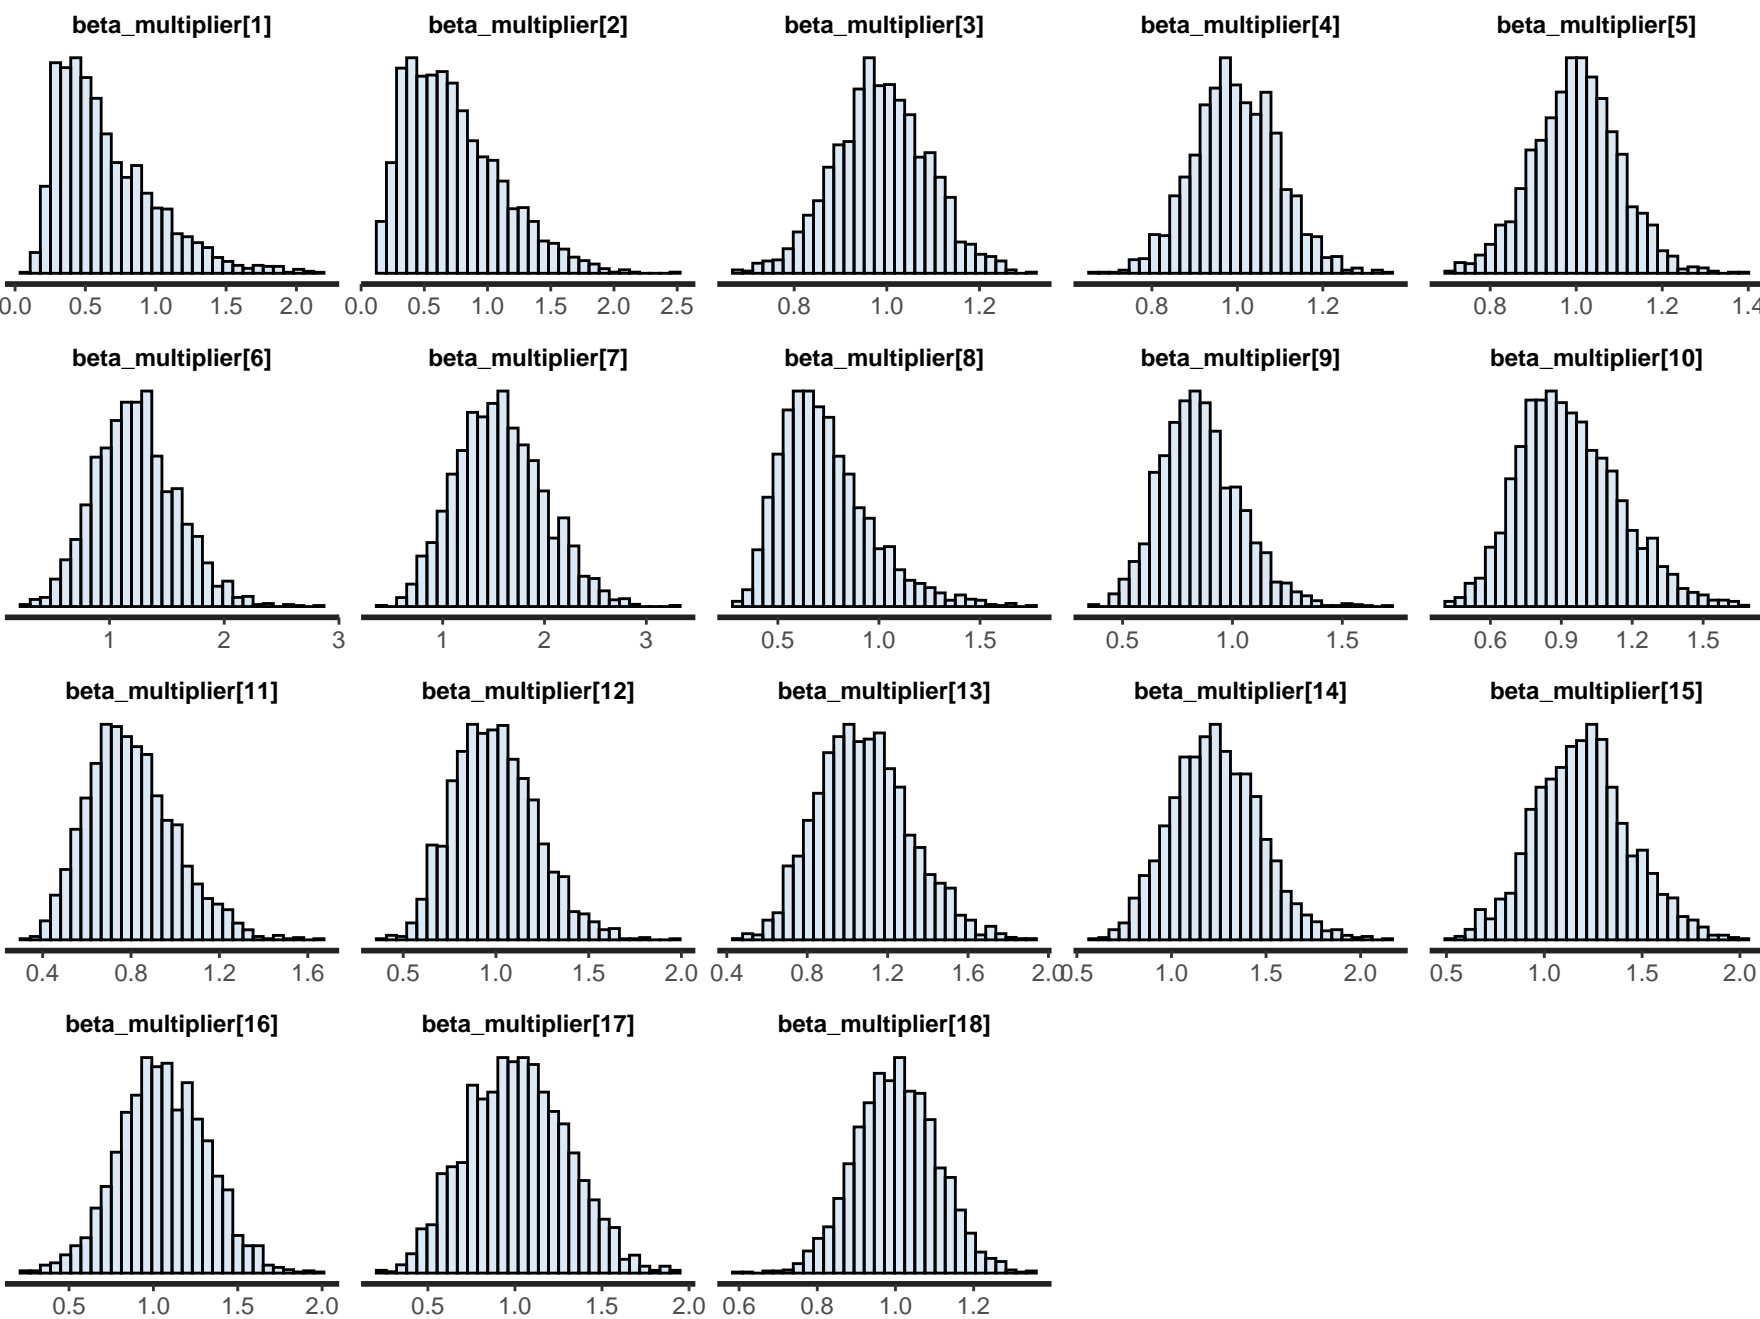 beta_multiplier[1] beta_multiplier[2] beta_multiplier[3] beta_multiplier[4] beta_multiplier[5]
0.0 0.5 1.0 1.5 2.0 0.0 0.5 1.0 1.5 2.0 2.5 0.8 1.0 1.2 0.8 1.0 1.2 0.8 1.0 1.2 1.4
beta_multiplier[6] beta_multiplier[7] beta_multiplier[8] beta_multiplier[9] beta_multiplier[10]
1 2 3 1 2 3 0.5 1.0 1.5 0.5 1.0 1.5 0.6 0.9 1.2 1.5
beta_multiplier[11] beta_multiplier[12] beta_multiplier[13] beta_multiplier[14] beta_multiplier[15]
0.4 0.8 1.2 1.6 0.5 1.0 1.5 2.0 0.4 0.8 1.2 1.6 2.0 0.5 1.0 1.5 2.0 0.5 1.0 1.5 2.0
beta_multiplier[16] beta_multiplier[17] beta_multiplier[18]
0.5 1.0 1.5 2.0 0.5 1.0 1.5 2.0 0.6 0.8 1.0 1.2